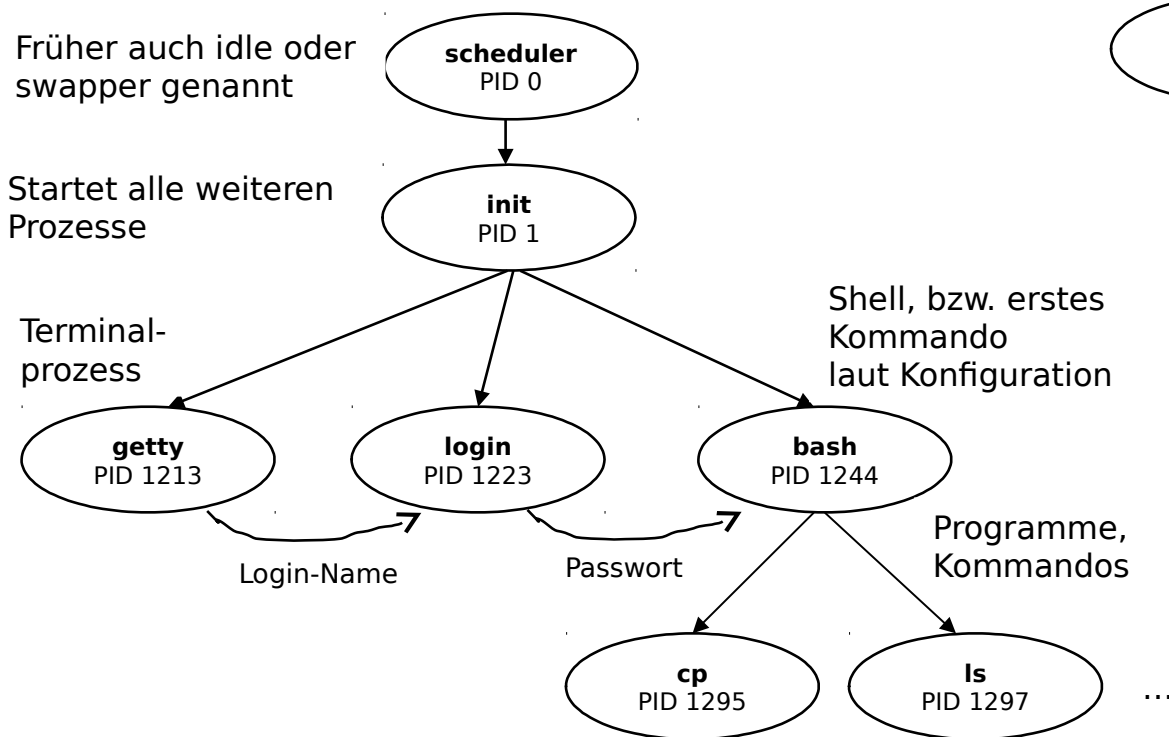 Früher auch idle oder
swapper genannt
scheduler
PID 0
Startet alle weiteren
Prozesse
init
PID 1
Shell, bzw. erstes
Kommando
laut Konfiguration
Terminal-
prozess
getty
PID 1213
login
PID 1223
bash
PID 1244
Login-Name
Passwort
Programme,
Kommandos
cp
PID 1295
ls
PID 1297
...